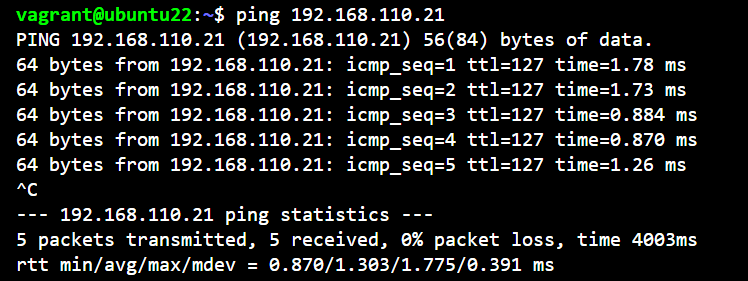 vagrant@ubuntu22:~$ ping 192.168.110.21
PING 192.168.110.21 (192.168.110.21) 56(84) bytes of data.
64 bytes from 192.168.110.21: icmp_seq=1 ttl=127 time=1.78 ms
64 bytes from 192.168.110.21: icmp_seq=2 ttl=127 time=1.73 ms
64 bytes from 192.168.110.21: icmp_seq=3 ttl=127 time=0.884 ms
64 bytes from 192.168.110.21: icmp_seq=4 ttl=127 time=0.870 ms
64 bytes from 192.168.110.21: icmp_seq=5 ttl=127 time=1.26 ms
^C
--- 192.168.110.21 ping statistics ---
5 packets transmitted, 5 received, 0% packet loss, time 4003ms
rtt min/avg/max/mdev = 0.870/1.303/1.775/0.391 ms